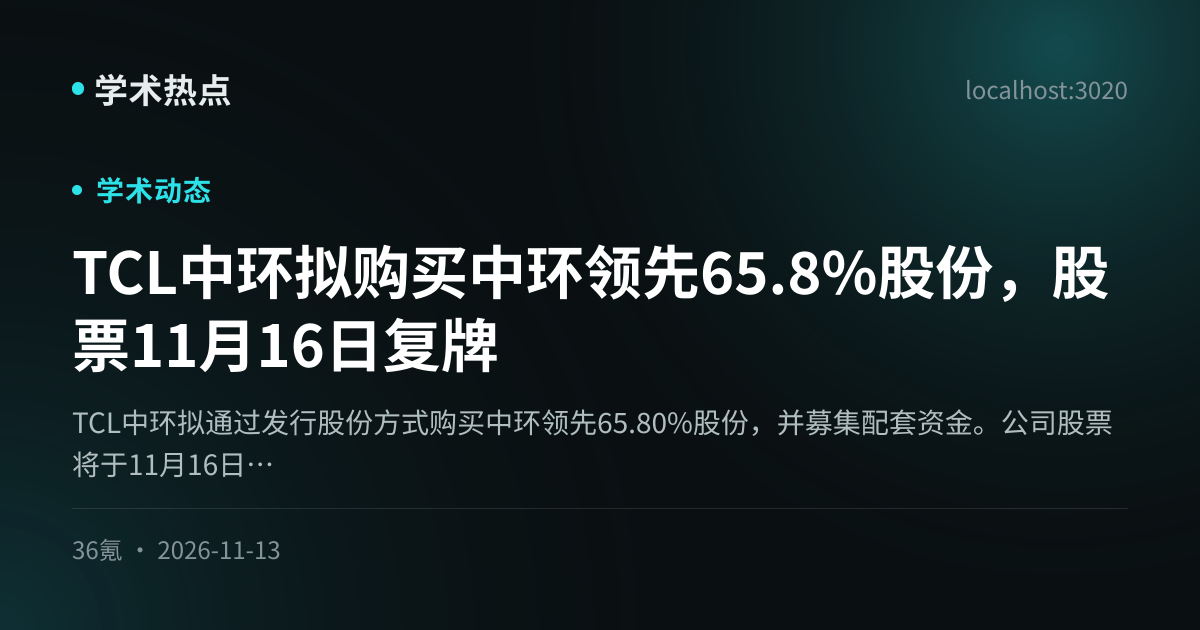 学术热点
localhost:3020
学术动态
TCL中环拟购买中环领先65.8%股份，股
票11月16日复牌
TCL中环拟通过发行股份方式购买中环领先65.80%股份，并募集配套资金。公司股票
将于11月16日…
36氪 · 2026-11-13